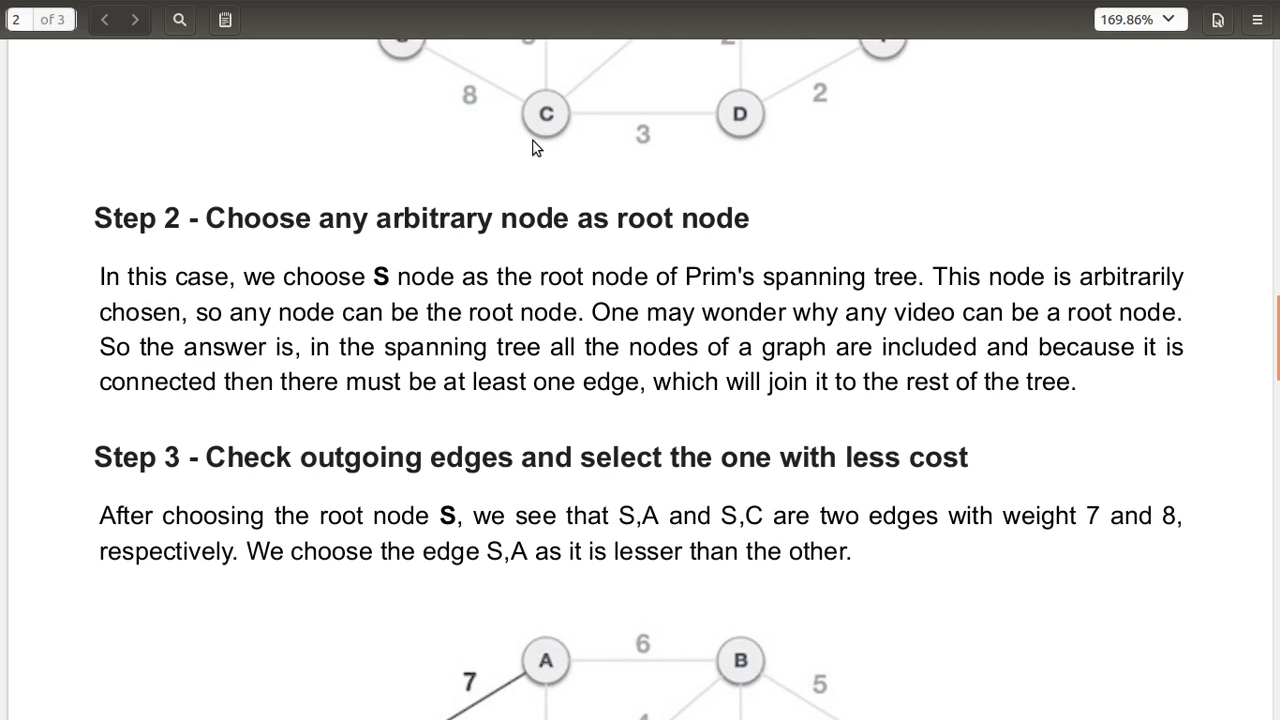 2 of 3
169.86%
8
2
C
D
3
Step 2 - Choose any arbitrary node as root node
In this case, we choose S node as the root node of Prim's spanning tree. This node is arbitrarily
chosen, so any node can be the root node. One may wonder why any video can be a root node.
So the answer is, in the spanning tree all the nodes of a graph are included and because it is
connected then there must be at least one edge, which will join it to the rest of the tree.
Step 3 - Check outgoing edges and select the one with less cost
After choosing the root node S, we see that S,A and S,C are two edges with weight 7 and 8,
respectively. We choose the edge S,A as it is lesser than the other.
6
A
B
7
5